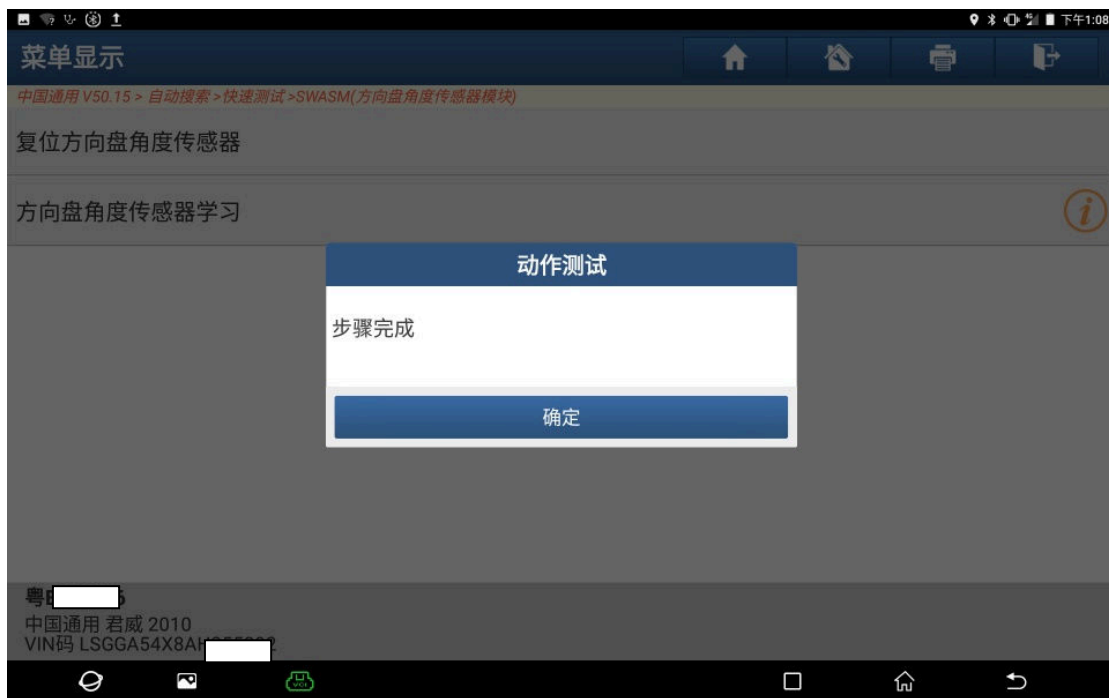 下午1:08
菜单显示
中国通用 V50.15 > 自动搜索 >快速测试 >SWASM(方向盘角度传感器模块)
复位方向盘角度传感器
方向盘角度传感器学习
动作测试
步骤完成
确定
粤
中国通用 君威 2010
VIN码 LSGGA54X8A
VCI